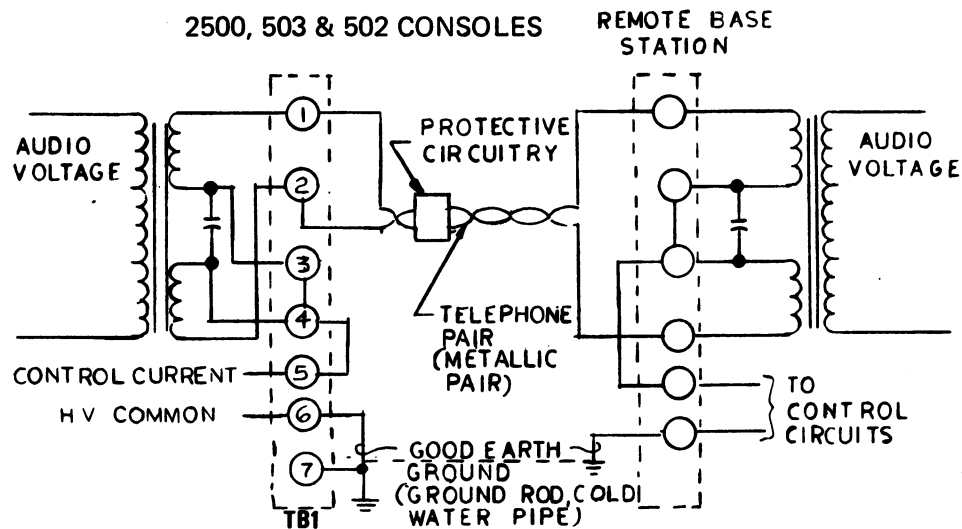 2500, 503 & 502 CONSOLES
REMOTE BASE
STATION
AUDIO
VOLTAGE
1
2
3
4
5
6
7
PROTECTIVE
CIRCUITRY
TELEPHONE
PAIR
(METALLIC
PAIR)
AUDIO
VOLTAGE
CONTROL CURRENT
HV COMMON
TO
CONTROL
CIRCUITS
GOOD EARTH
GROUND
(GROUND ROD, COLD
WATER PIPE)
TB1